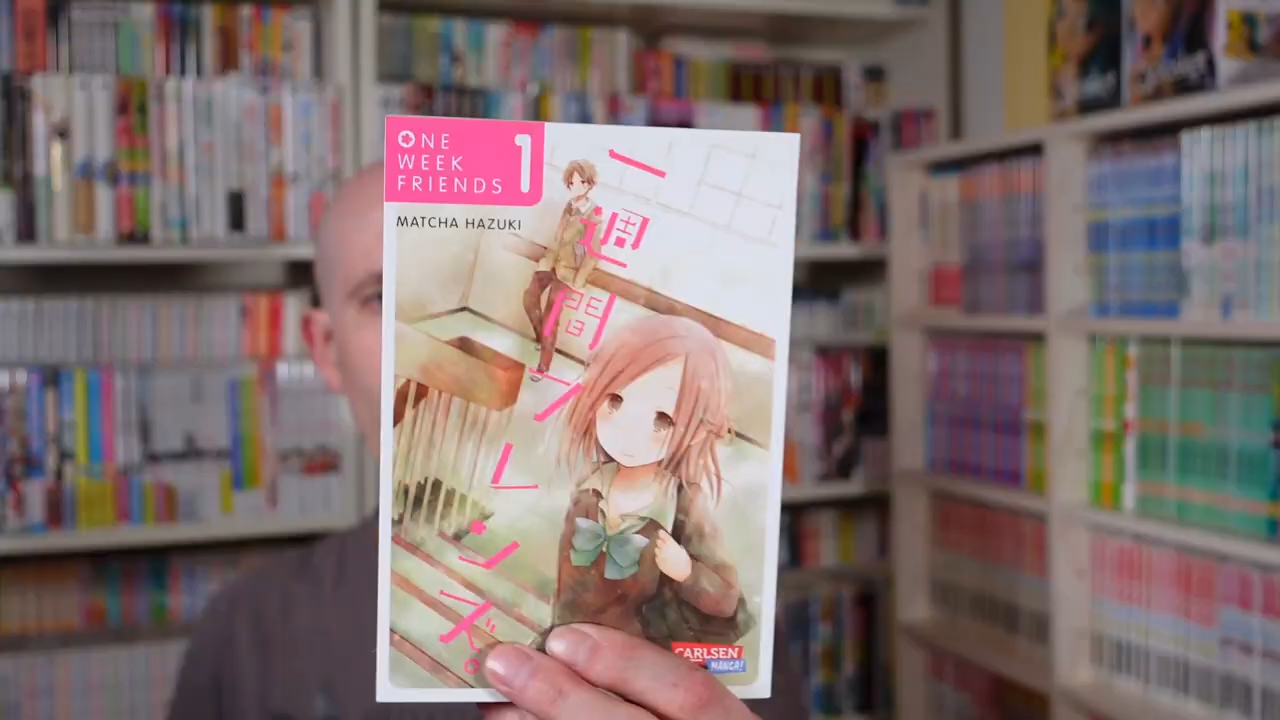 ONE
WEEK
FRIENDS
1
MATCHA HAZUKI
一週間フレンズ。
CARLSEN
MANGA!